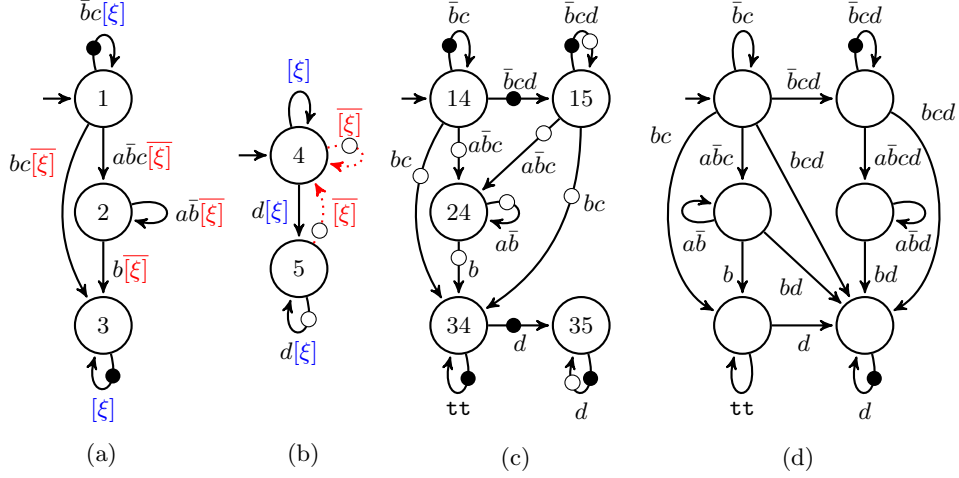 b̄c[ξ]
1
bc[ξ]̅
ab̄c[ξ]̅
2
ab̄[ξ]̅
b[ξ]̅
3
[ξ]
(a)
[ξ]
[ξ]̅
4
d[ξ]
[ξ]̅
5
d[ξ]
(b)
b̄c
b̄cd
14
b̄cd
15
bc
ab̄c
ab̄c
bc
24
ab̄
b
34
d
35
tt
d
(c)
b̄c
b̄cd
b̄cd
bc
bcd
ab̄c
bcd
ab̄cd
ab̄
ab̄d
b
bd
bd
d
tt
d
(d)